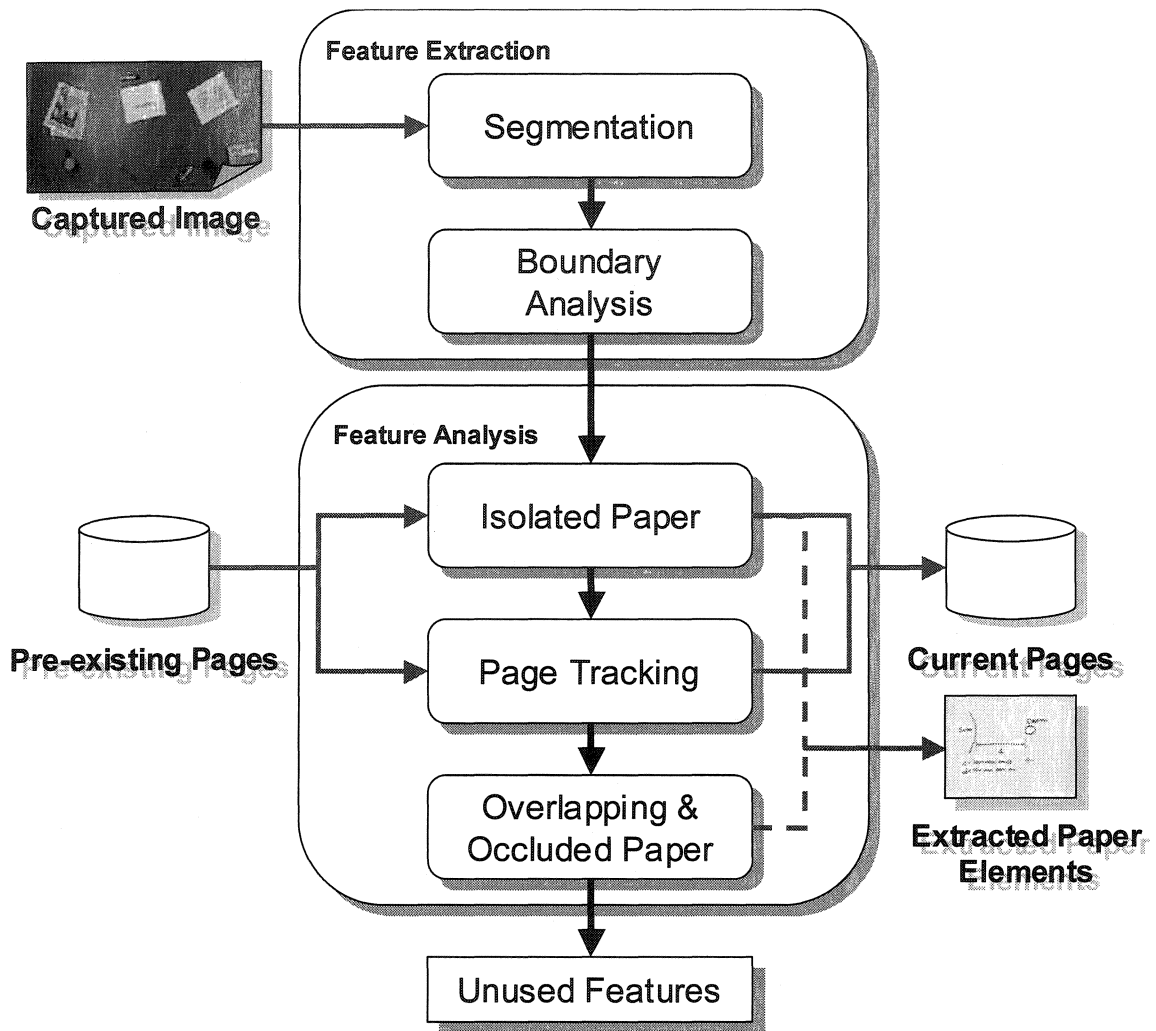 Feature Extraction
Segmentation
Captured Image
Boundary
Analysis
Feature Analysis
Isolated Paper
Pre-existing Pages
Page Tracking
Current Pages
Overlapping &
Occluded Paper
Extracted Paper
Elements
Unused Features